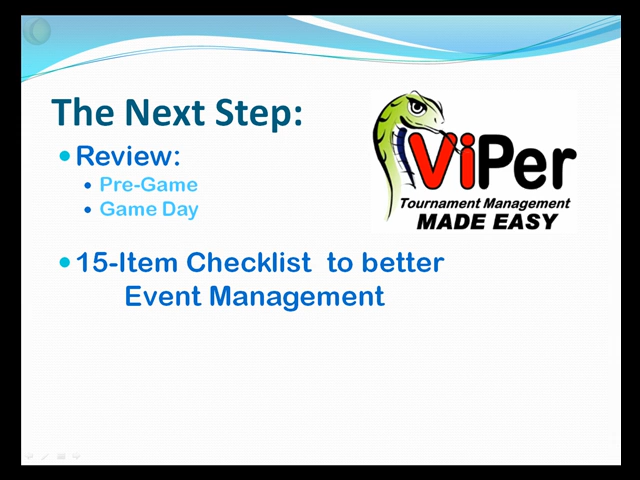 The Next Step:
Review:
Pre-Game
Game Day
15-Item Checklist to better
Event Management
ViPer
Tournament Management
MADE EASY